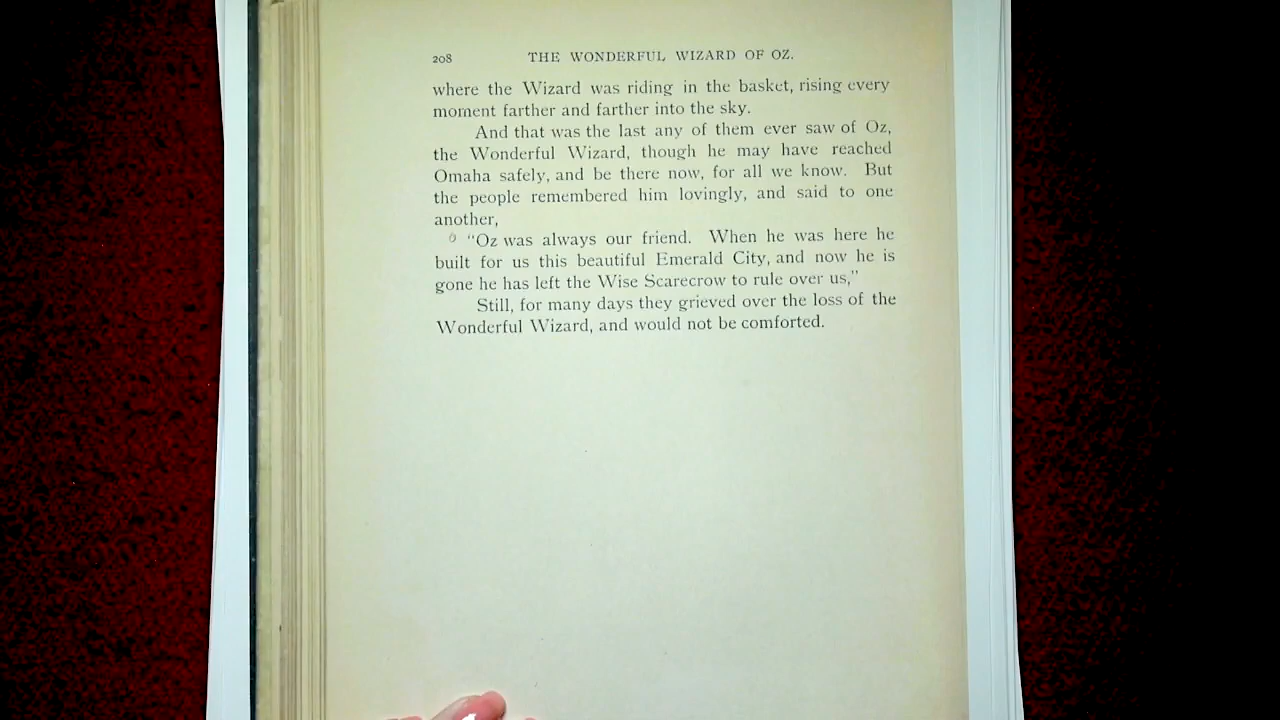 208 THE WONDERFUL WIZARD OF OZ.
where the Wizard was riding in the basket, rising every
moment farther and farther into the sky.
And that was the last any of them ever saw of Oz,
the Wonderful Wizard, though he may have reached
Omaha safely, and be there now, for all we know. But
the people remembered him lovingly, and said to one
another,
"Oz was always our friend. When he was here he
built for us this beautiful Emerald City, and now he is
gone he has left the Wise Scarecrow to rule over us,"
Still, for many days they grieved over the loss of the
Wonderful Wizard, and would not be comforted.